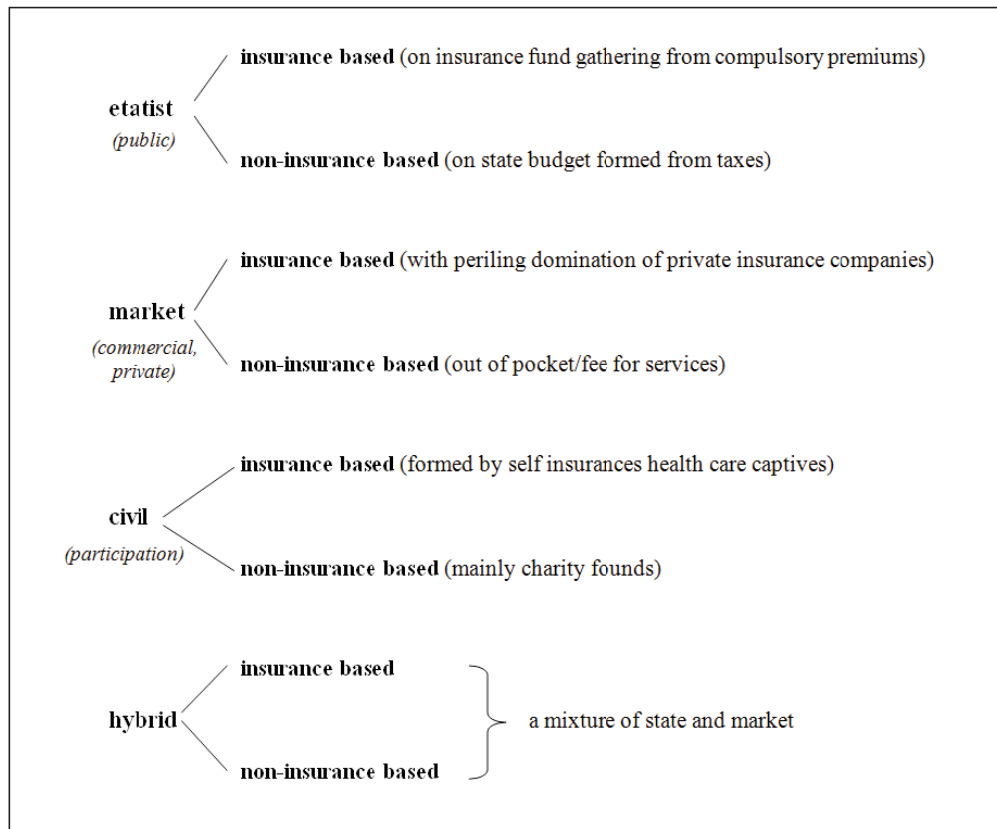 insurance based (on insurance fund gathering from compulsory premiums)
etatist
(public)
non-insurance based (on state budget formed from taxes)
insurance based (with periling domination of private insurance companies)
market
(commercial,
private)
non-insurance based (out of pocket/fee for services)
insurance based (formed by self insurances health care captives)
civil
(participation)
non-insurance based (mainly charity founds)
insurance based
hybrid
a mixture of state and market
non-insurance based